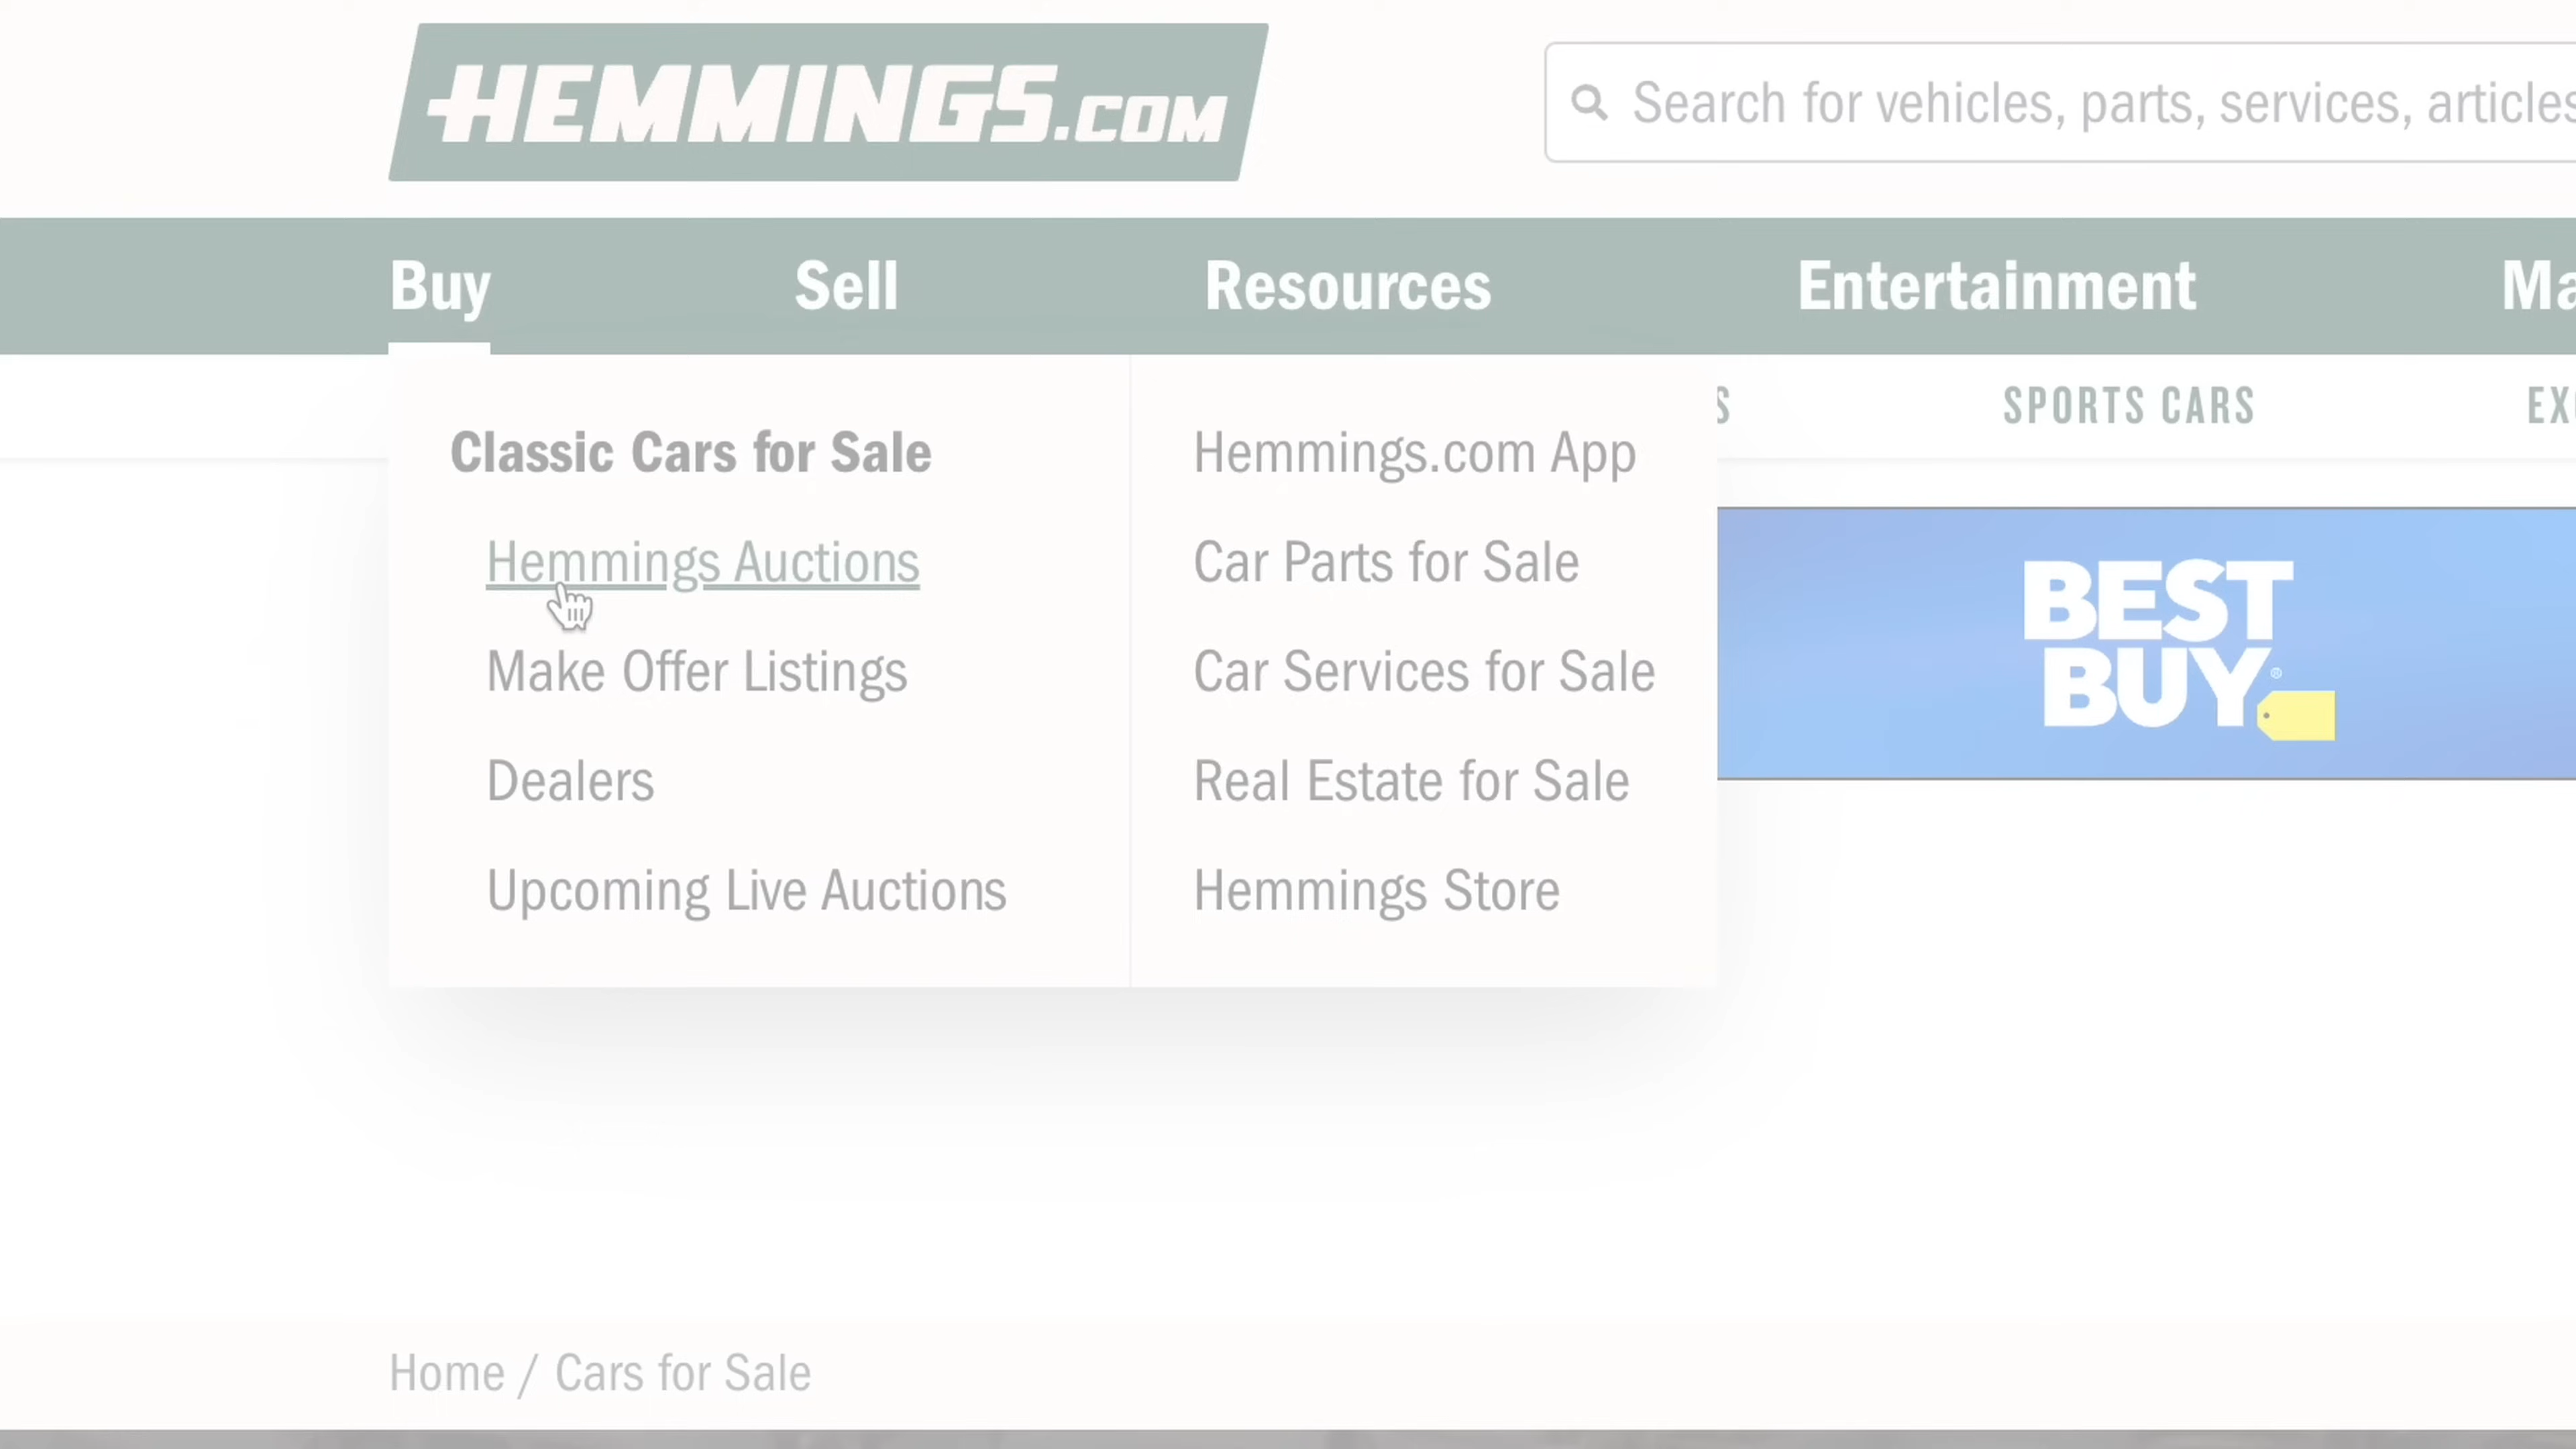 HEMMINGS.COM
Search for vehicles, parts, services, articles
Buy
Sell
Resources
Entertainment
SPORTS CARS
Classic Cars for Sale
Hemmings Auctions
Make Offer Listings
Dealers
Upcoming Live Auctions
Hemmings.com App
Car Parts for Sale
Car Services for Sale
Real Estate for Sale
Hemmings Store
BEST
BUY®
Home / Cars for Sale